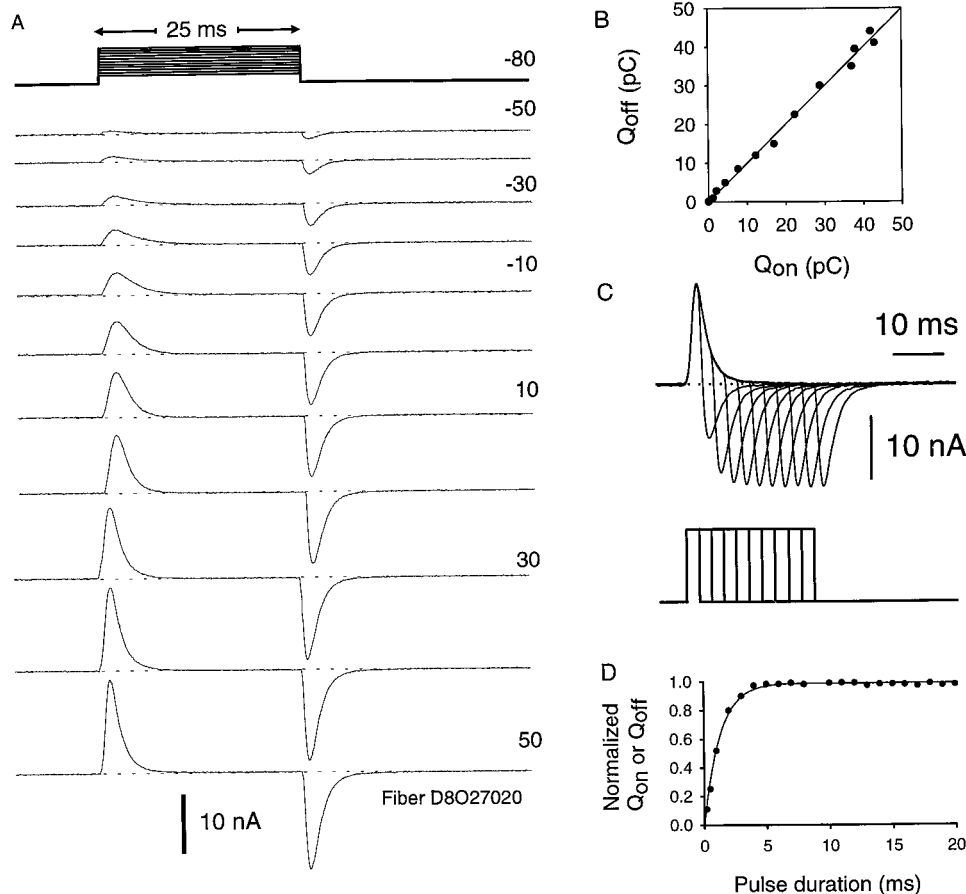 A
25 ms
-80
-50
-30
-10
10
30
50
10 nA
Fiber D8O27020
B
Qoff (pC)
50
40
30
20
10
0
0 10 20 30 40 50
Qon (pC)
C
10 ms
10 nA
D
Normalized
Qon or Qoff
1.0
0.8
0.6
0.4
0.2
0.0
0 5 10 15 20
Pulse duration (ms)